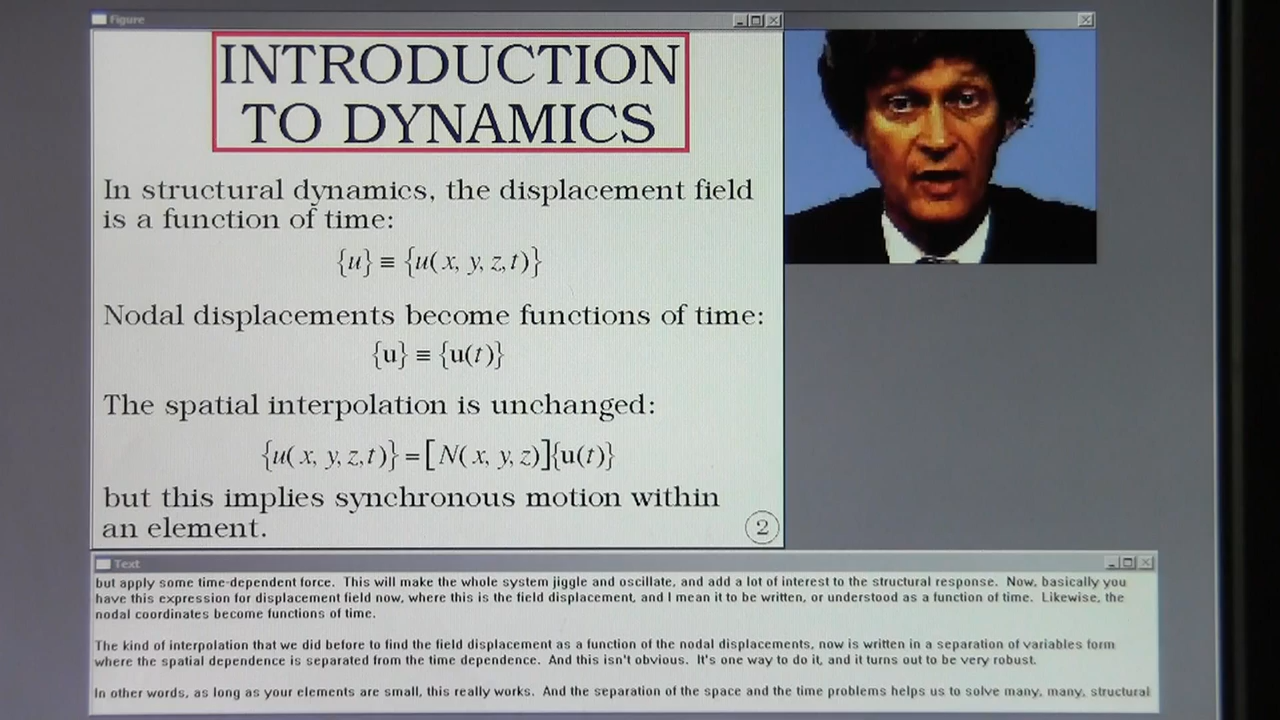 Figure
INTRODUCTION
TO DYNAMICS
In structural dynamics, the displacement field
is a function of time:
{u} ≡ {u(x, y, z,t)}
Nodal displacements become functions of time:
{u} ≡ {u(t)}
The spatial interpolation is unchanged:
{u(x, y, z,t)} = [N(x, y, z)]{u(t)}
but this implies synchronous motion within
an element.
2
Text
but apply some time-dependent force. This will make the whole system jiggle and oscillate, and add a lot of interest to the structural response. Now, basically you
have this expression for displacement field now, where this is the field displacement, and I mean it to be written, or understood as a function of time. Likewise, the
nodal coordinates become functions of time.
The kind of interpolation that we did before to find the field displacement as a function of the nodal displacements, now is written in a separation of variables form
where the spatial dependence is separated from the time dependence. And this isn't obvious. It's one way to do it, and it turns out to be very robust.
In other words, as long as your elements are small, this really works. And the separation of the space and the time problems helps us to solve many, many, structural